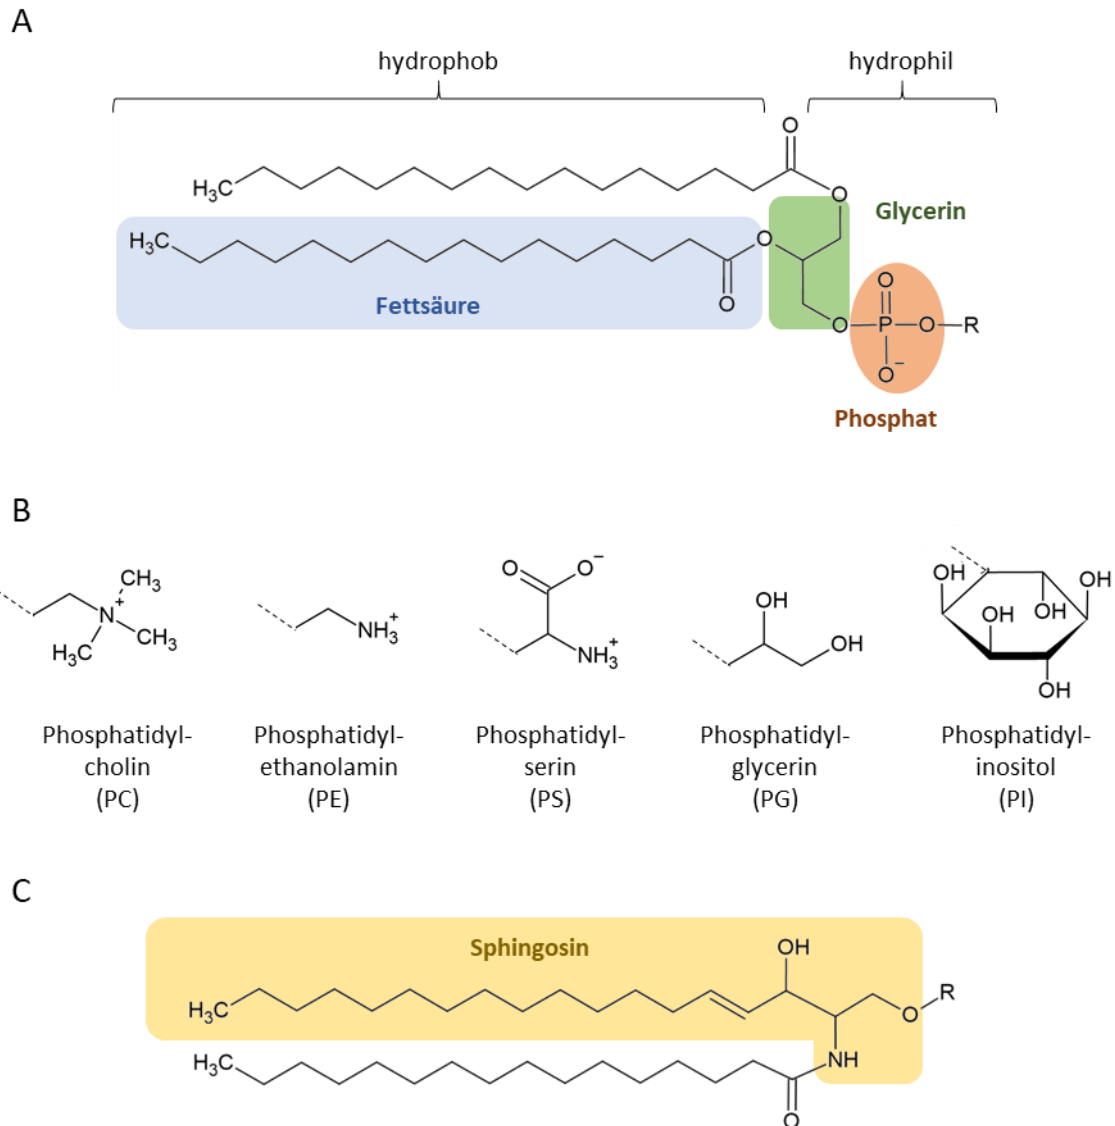 A
hydrophob
hydrophil
O
H3C
O
Glycerin
H3C
O
O
Fettsäure
O
O
P
O
R
O−
Phosphat
B
CH3
N+
CH3
H3C
NH3+
O
O−
NH3+
OH
OH
OH
OH
OH
OH
OH
Phosphatidyl-
cholin
(PC)
Phosphatidyl-
ethanolamin
(PE)
Phosphatidyl-
serin
(PS)
Phosphatidyl-
glycerin
(PG)
Phosphatidyl-
inositol
(PI)
C
Sphingosin
OH
H3C
O
R
H3C
NH
O